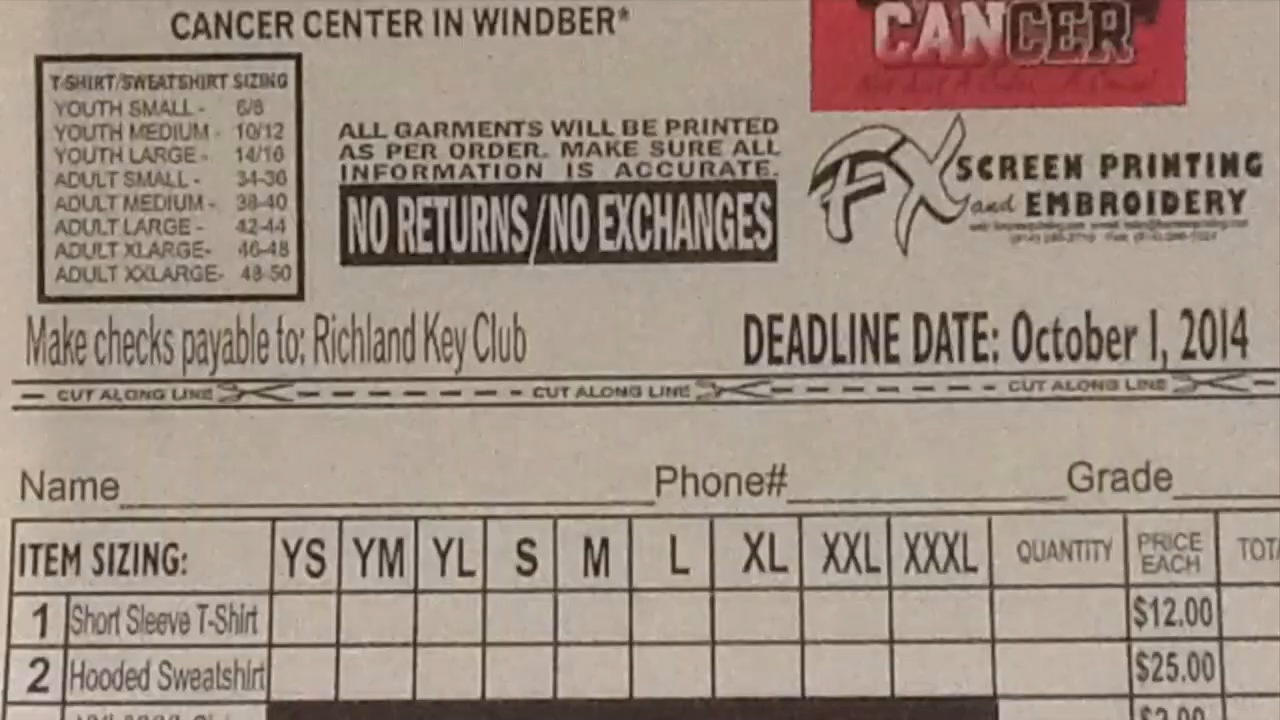 CANCER CENTER IN WINDBER*
CANCER
T-SHIRT/SWEATSHIRT SIZING
YOUTH SMALL - 6/8
YOUTH MEDIUM - 10/12
YOUTH LARGE - 14/16
ADULT SMALL - 34-36
ADULT MEDIUM - 38-40
ADULT LARGE - 42-44
ADULT XLARGE- 46-48
ADULT XXLARGE- 48-50
ALL GARMENTS WILL BE PRINTED
AS PER ORDER. MAKE SURE ALL
INFORMATION IS ACCURATE.
NO RETURNS/NO EXCHANGES
FX SCREEN PRINTING
and EMBROIDERY
Make checks payable to: Richland Key Club
DEADLINE DATE: October 1, 2014
CUT ALONG LINE CUT ALONG LINE CUT ALONG LINE
Name Phone# Grade
ITEM SIZING: YS YM YL S M L XL XXL XXXL QUANTITY PRICE EACH
1 Short Sleeve T-Shirt $12.00
2 Hooded Sweatshirt $25.00